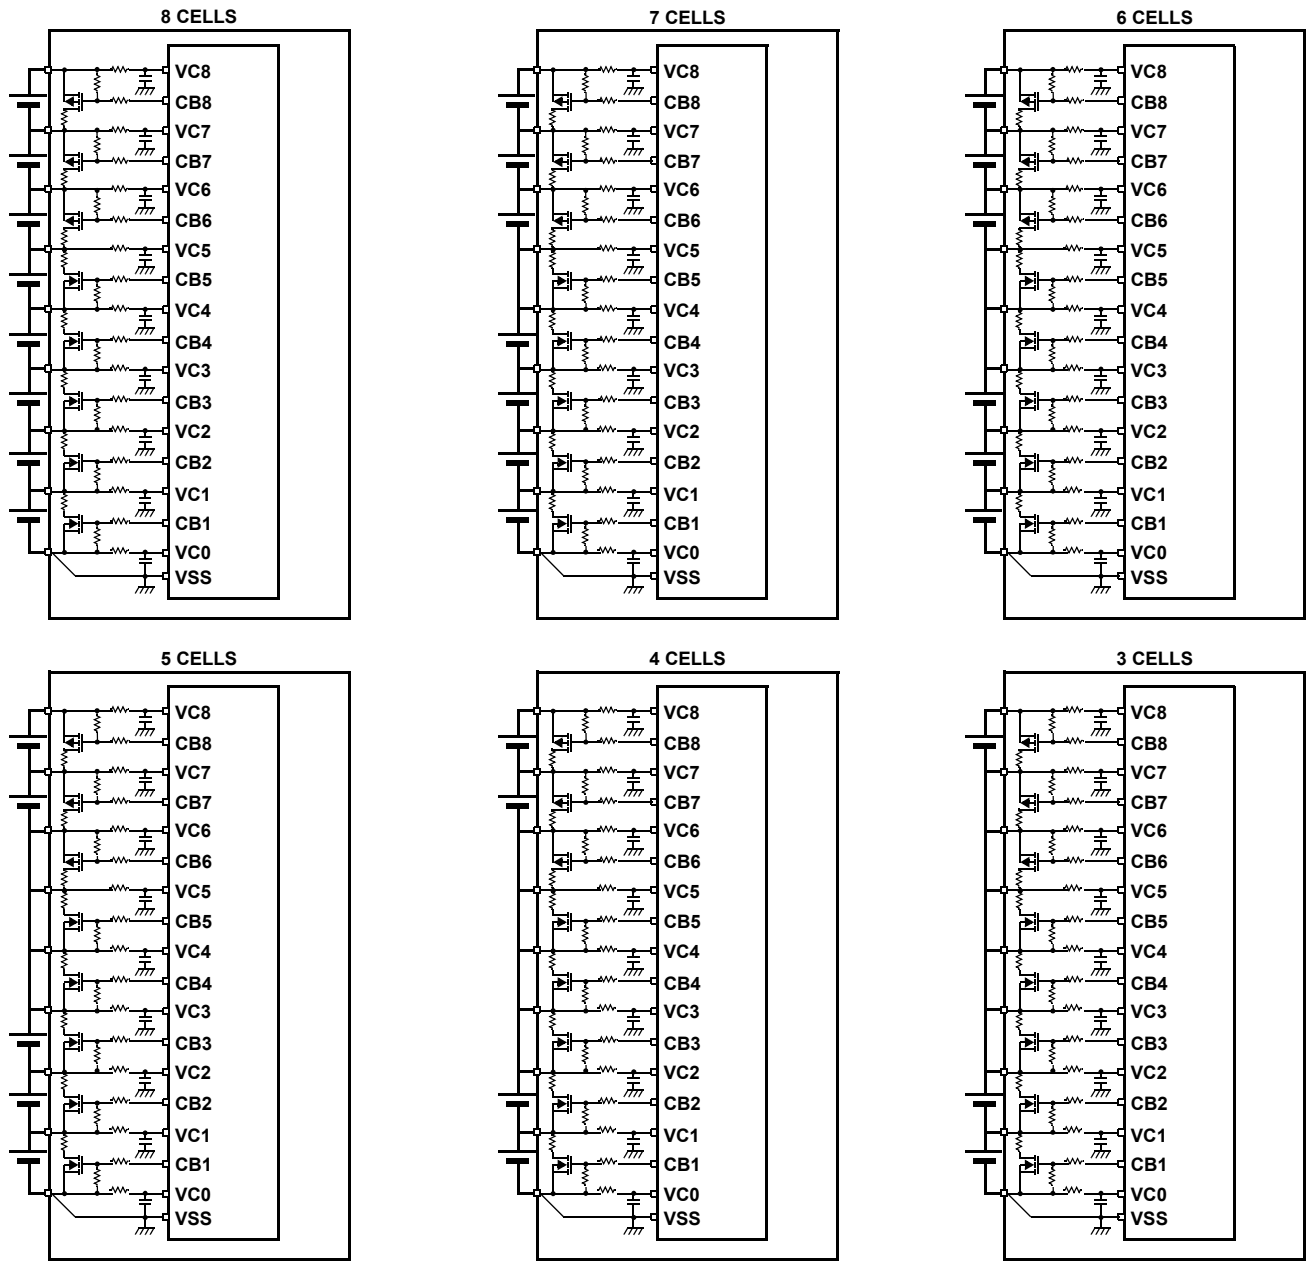 8 CELLS
VC8
CB8
VC7
CB7
VC6
CB6
VC5
CB5
VC4
CB4
VC3
CB3
VC2
CB2
VC1
CB1
VC0
VSS
7 CELLS
VC8
CB8
VC7
CB7
VC6
CB6
VC5
CB5
VC4
CB4
VC3
CB3
VC2
CB2
VC1
CB1
VC0
VSS
6 CELLS
VC8
CB8
VC7
CB7
VC6
CB6
VC5
CB5
VC4
CB4
VC3
CB3
VC2
CB2
VC1
CB1
VC0
VSS
5 CELLS
VC8
CB8
VC7
CB7
VC6
CB6
VC5
CB5
VC4
CB4
VC3
CB3
VC2
CB2
VC1
CB1
VC0
VSS
4 CELLS
VC8
CB8
VC7
CB7
VC6
CB6
VC5
CB5
VC4
CB4
VC3
CB3
VC2
CB2
VC1
CB1
VC0
VSS
3 CELLS
VC8
CB8
VC7
CB7
VC6
CB6
VC5
CB5
VC4
CB4
VC3
CB3
VC2
CB2
VC1
CB1
VC0
VSS